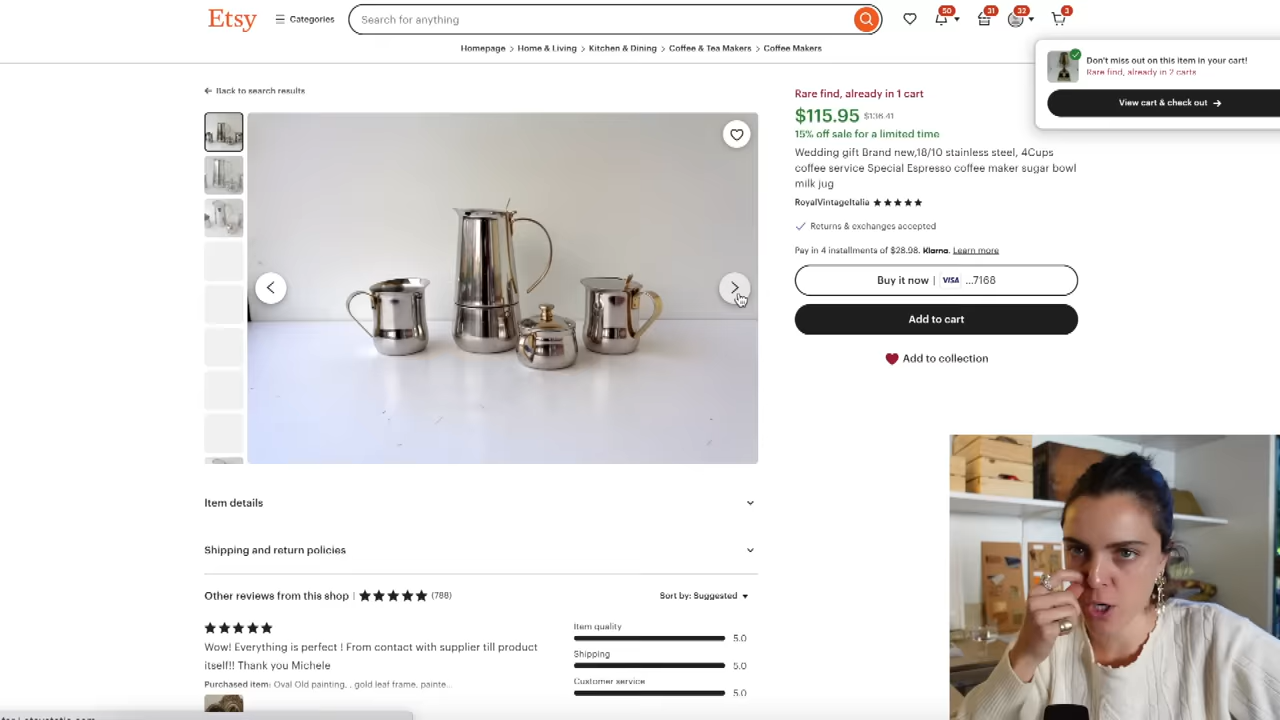 Etsy
Categories
Search for anything
50
31
32
3
Homepage > Home & Living > Kitchen & Dining > Coffee & Tea Makers > Coffee Makers
Don't miss out on this item in your cart!
Rare find, already in 2 carts
View cart & check out →
← Back to search results
Rare find, already in 1 cart
$115.95 $136.41
15% off sale for a limited time
Wedding gift Brand new,18/10 stainless steel, 4Cups
coffee service Special Espresso coffee maker sugar bowl
milk jug
RoyalVintageItalia ★★★★★
Returns & exchanges accepted
Pay in 4 installments of $28.98. Klarna. Learn more
Buy it now | VISA ...7168
Add to cart
Add to collection
Item details
Shipping and return policies
Other reviews from this shop | ★★★★★ (788)
Sort by: Suggested
★★★★★
Wow! Everything is perfect ! From contact with supplier till product
itself!! Thank you Michele
Purchased item: Oval Old painting, , gold leaf frame, painte...
Item quality
5.0
Shipping
5.0
Customer service
5.0